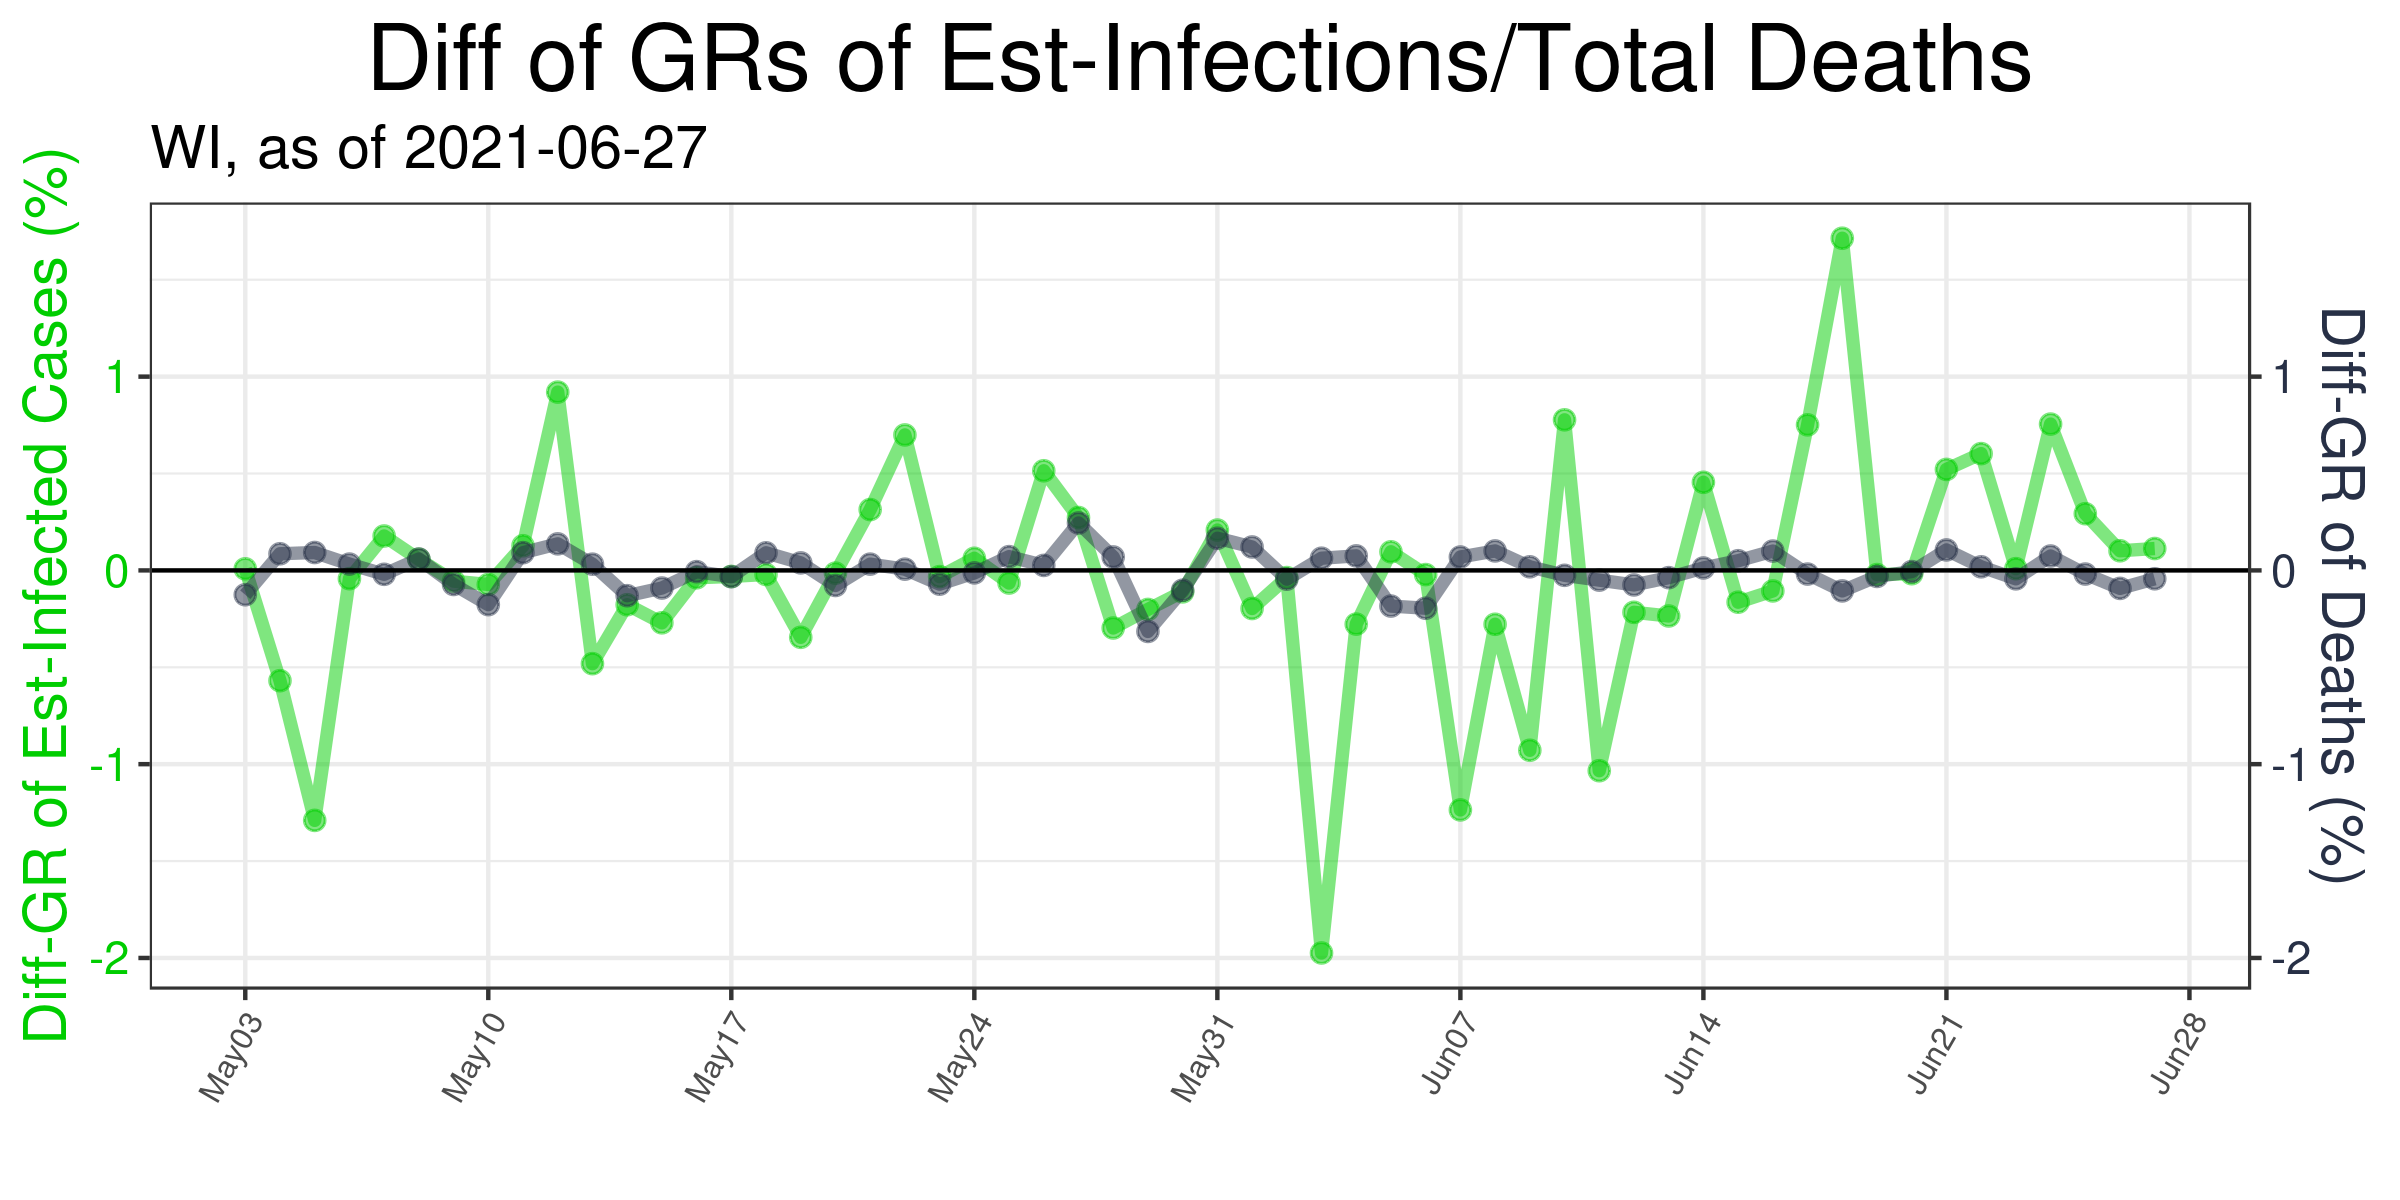 Diff of GRs of Est-Infections/Total Deaths
WI, as of 2021-06-27
Diff-GR of Est-Infected Cases (%)
1
0
-1
-2
1
0
-1
-2
Diff-GR of Deaths (%)
May03
May10
May17
May24
May31
Jun07
Jun14
Jun21
Jun28